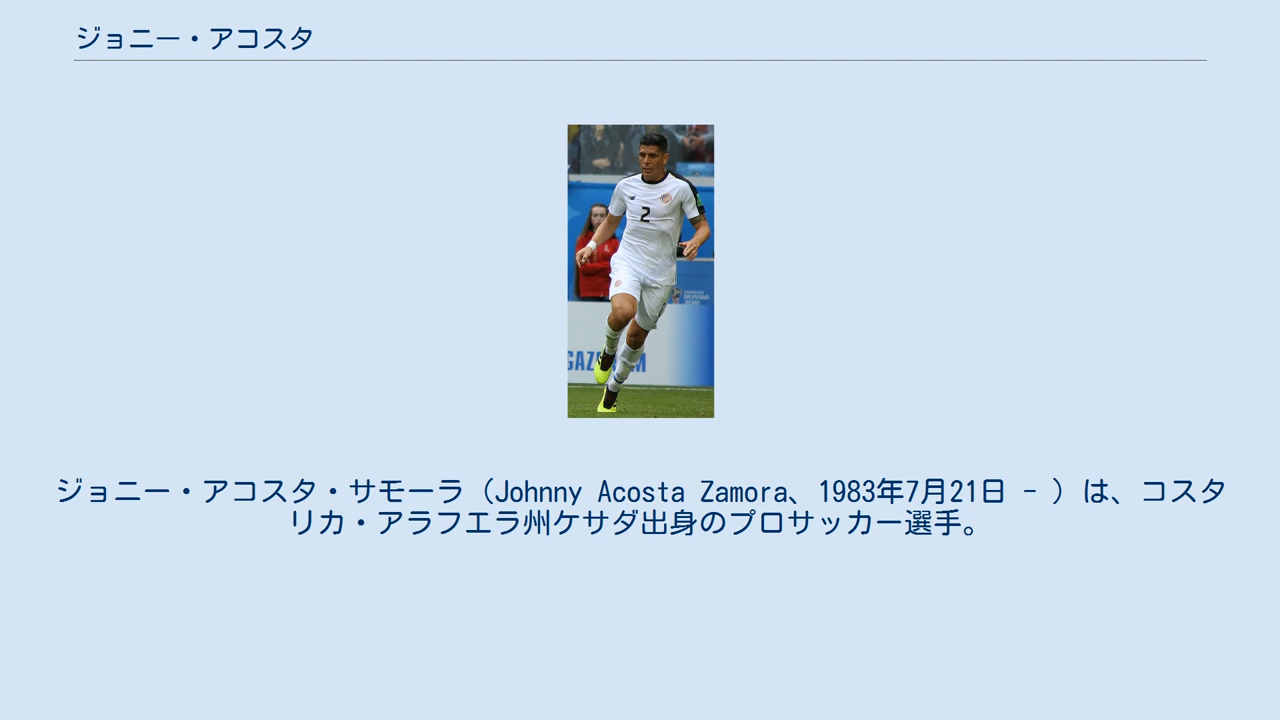 ジョニー・アコスタ
2
GAZ
M
ジョニー・アコスタ・サモーラ（Johnny Acosta Zamora、1983年7月21日 - ）は、コスタ
リカ・アラフエラ州ケサダ出身のプロサッカー選手。